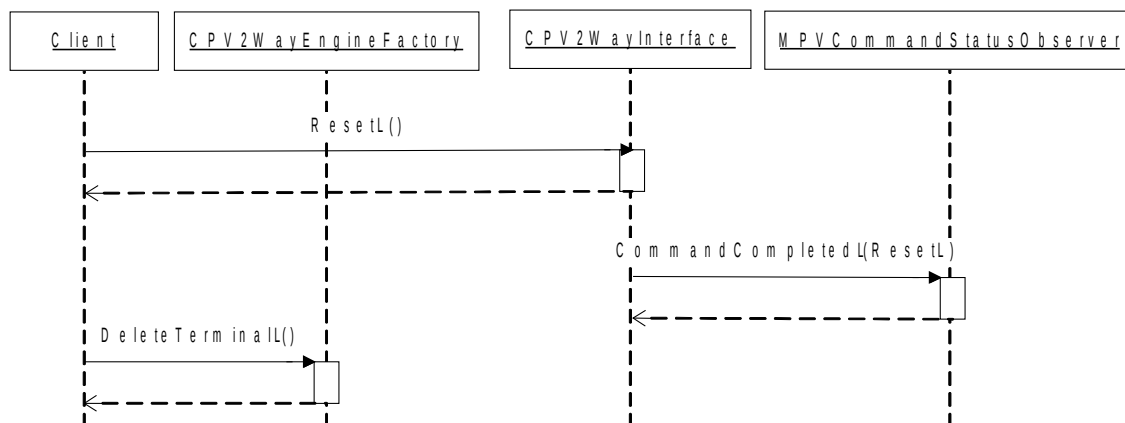 Client
CPV2WayEngineFactory
CPV2WayInterface
MPVCommandStatusObserver
ResetL()
CommandCompletedL(ResetL)
DeleteTerminalL()